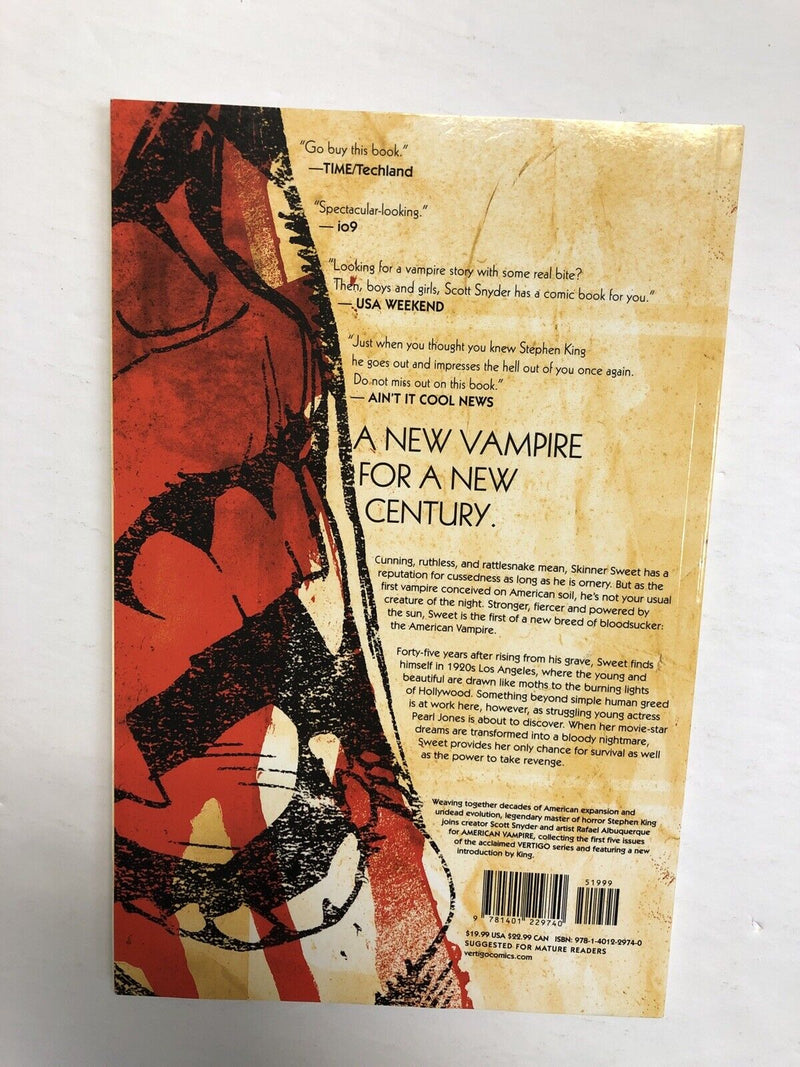 “Go buy this book.”
—TIME/Techland
“Spectacular-looking.”
— io9
“Looking for a vampire story with some real bite?
Then, boys and girls, Scott Snyder has a comic book for you.”
— USA WEEKEND
“Just when you thought you knew Stephen King
he goes out and impresses the hell out of you once again.
Do not miss out on this book.”
— AIN'T IT COOL NEWS
A NEW VAMPIRE
FOR A NEW
CENTURY.
Cunning, ruthless, and rattlesnake mean, Skinner Sweet has a
reputation for cussedness as long as he is ornery. But as the
first vampire conceived on American soil, he's not your usual
creature of the night. Stronger, fiercer and powered by
the sun, Sweet is the first of a new breed of bloodsucker:
the American Vampire.
Forty-five years after rising from his grave, Sweet finds
himself in 1920s Los Angeles, where the young and
beautiful are drawn like moths to the burning lights
of Hollywood. Something beyond simple human greed
is at work here, however, as struggling young actress
Pearl Jones is about to discover. When her movie-star
dreams are transformed into a bloody nightmare,
Sweet provides her only chance for survival as well
as the power to take revenge.
Weaving together decades of American expansion and
undead evolution, legendary master of horror Stephen King
joins creator Scott Snyder and artist Rafael Albuquerque
for AMERICAN VAMPIRE, collecting the first five issues
of the acclaimed VERTIGO series and featuring a new
introduction by King.
51999
9 781401 229740
$19.99 USA $22.99 CAN ISBN: 978-1-4012-2974-0
SUGGESTED FOR MATURE READERS
vertigocomics.com